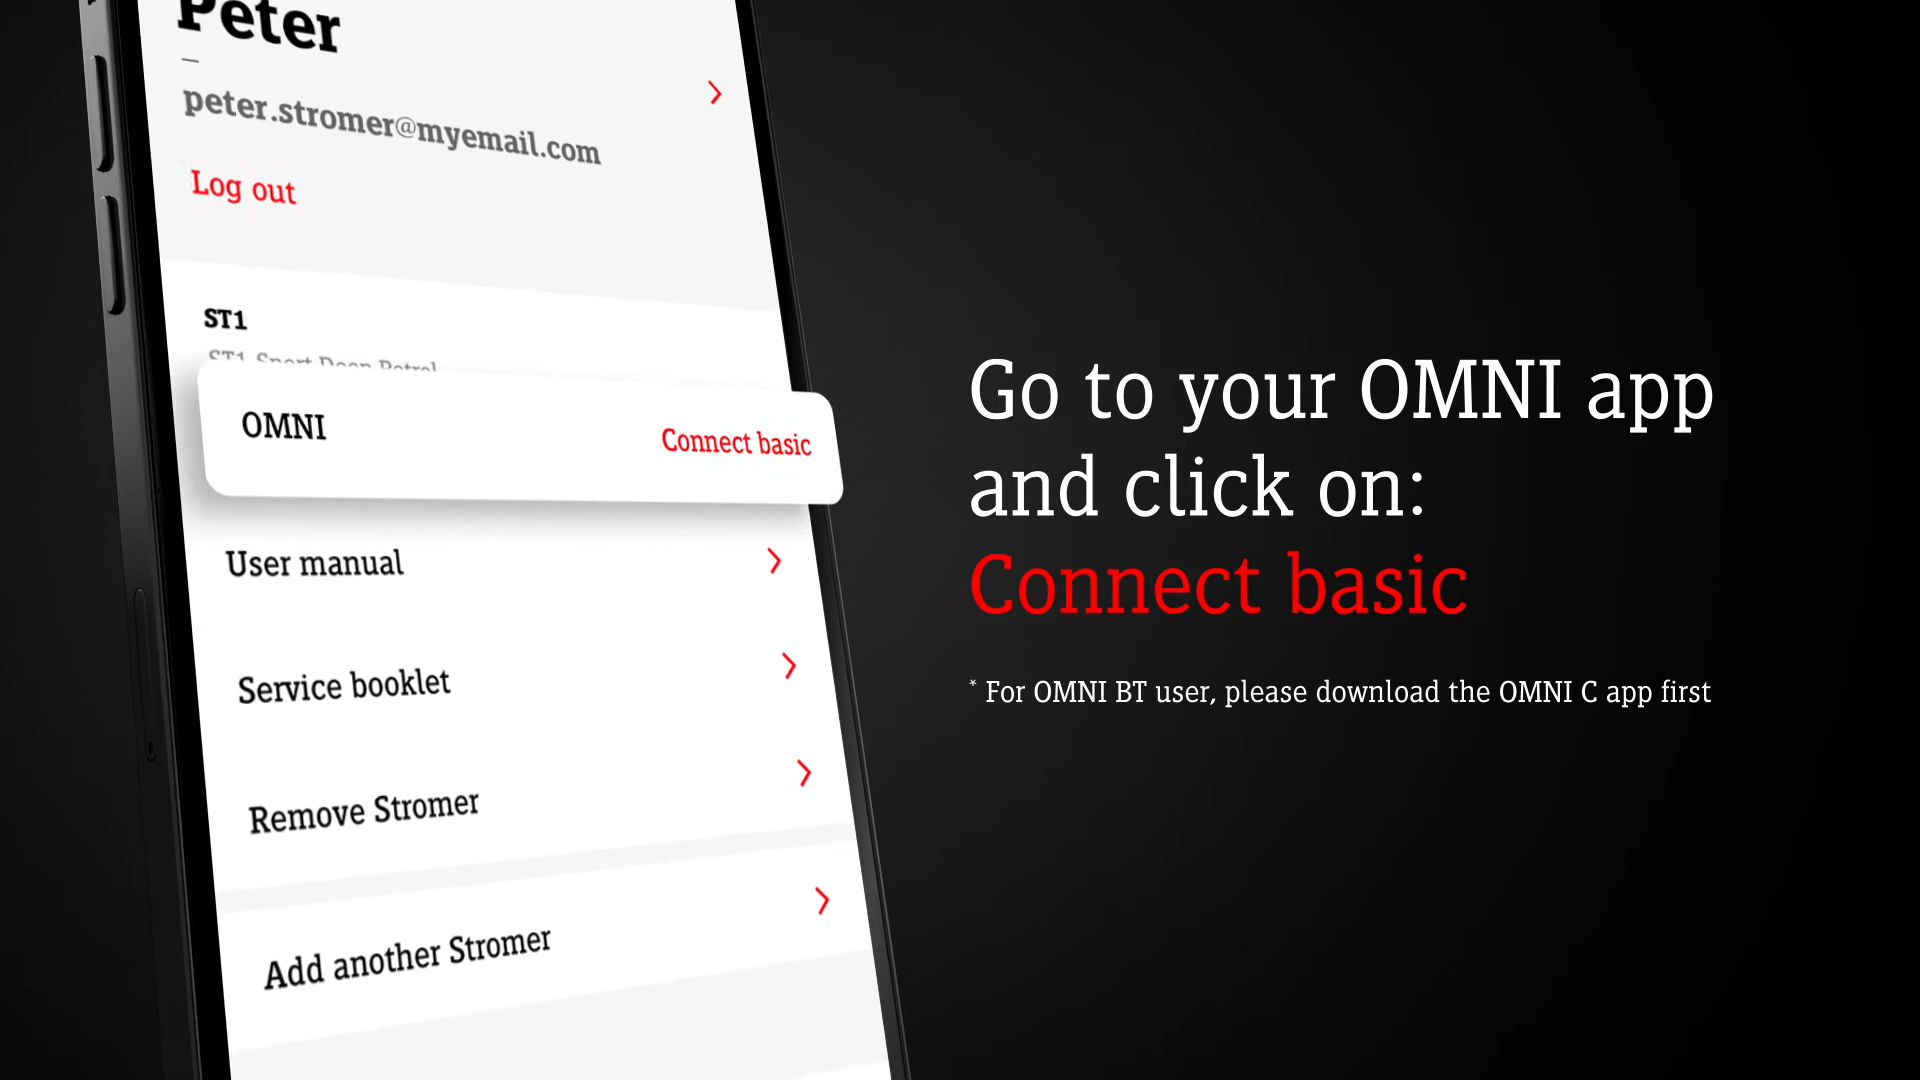 Peter
–
peter.stromer@myemail.com
Log out
ST1
OMNI
Connect basic
User manual
Service booklet
Remove Stromer
Add another Stromer
Go to your OMNI app
and click on:
Connect basic
* For OMNI BT user, please download the OMNI C app first